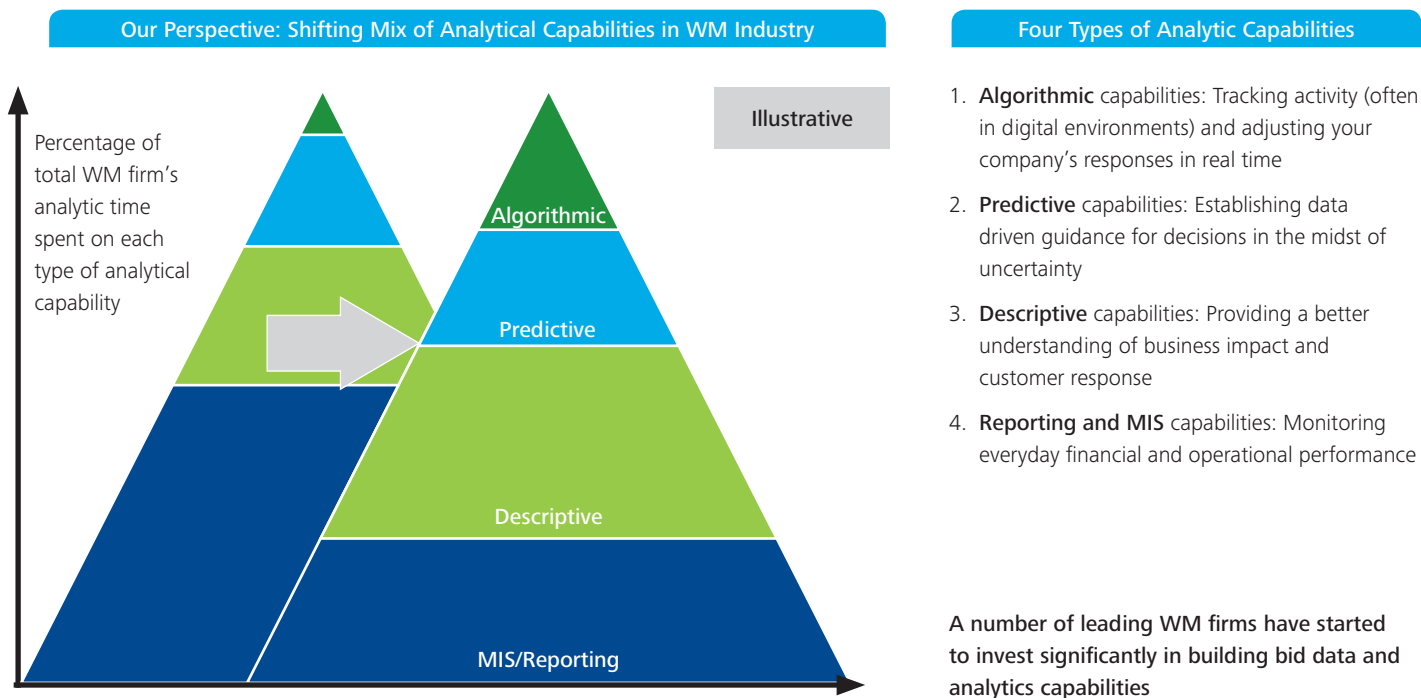 Our Perspective: Shifting Mix of Analytical Capabilities in WM Industry
Percentage of
total WM firm’s
analytic time
spent on each
type of analytical
capability
Illustrative
Algorithmic
Predictive
Descriptive
MIS/Reporting
Four Types of Analytic Capabilities
1. Algorithmic capabilities: Tracking activity (often
in digital environments) and adjusting your
company’s responses in real time
2. Predictive capabilities: Establishing data
driven guidance for decisions in the midst of
uncertainty
3. Descriptive capabilities: Providing a better
understanding of business impact and
customer response
4. Reporting and MIS capabilities: Monitoring
everyday financial and operational performance
A number of leading WM firms have started
to invest significantly in building bid data and
analytics capabilities